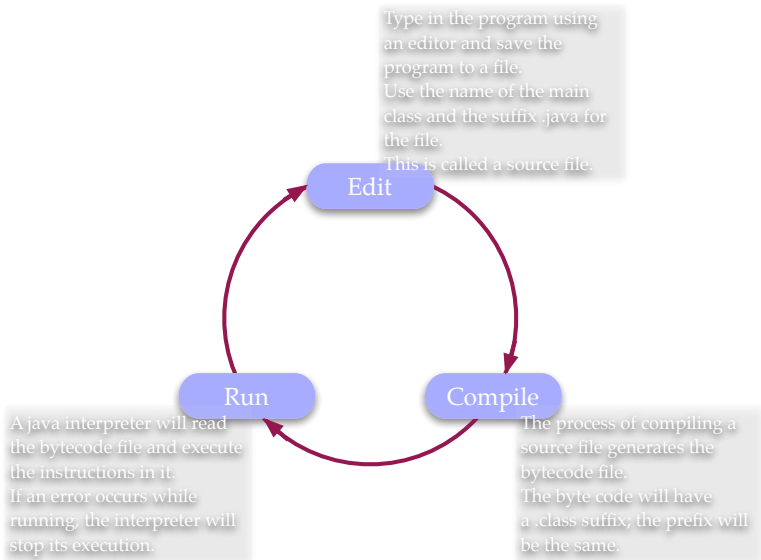 Type in the program using
an editor and save the
program to a file.
Use the name of the main
class and the suffix .java for
the file.
This is called a source file.
Edit
Run
Compile
A java interpreter will read
the bytecode file and execute
the instructions in it.
If an error occurs while
running, the interpreter will
stop its execution.
The process of compiling a
source file generates the
bytecode file.
The byte code will have
a .class suffix; the prefix will
be the same.